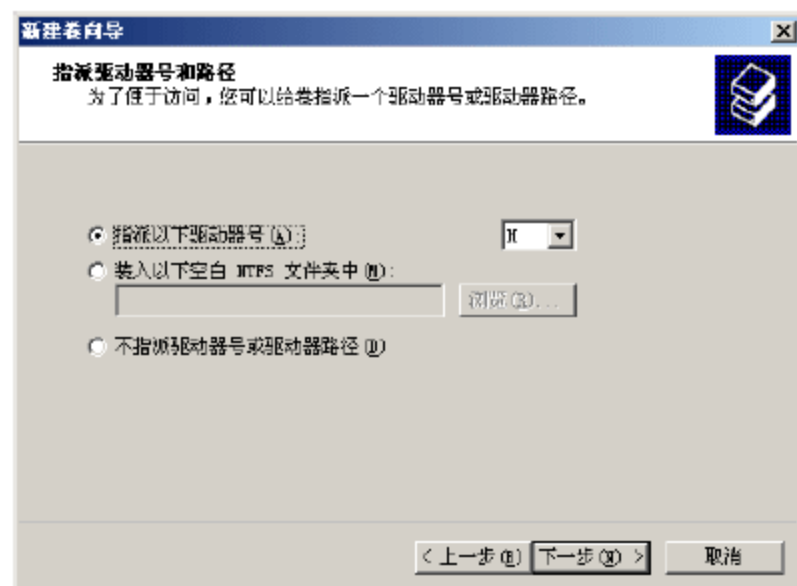 新建卷向导
指派驱动器号和路径
为了便于访问，您可以给卷指派一个驱动器号或驱动器路径。
指派以下驱动器号(A):
装入以下空白 NTFS 文件夹中(M):
浏览(R)...
不指派驱动器号或驱动器路径(D)
<上一步(B) 下一步(N) > 取消